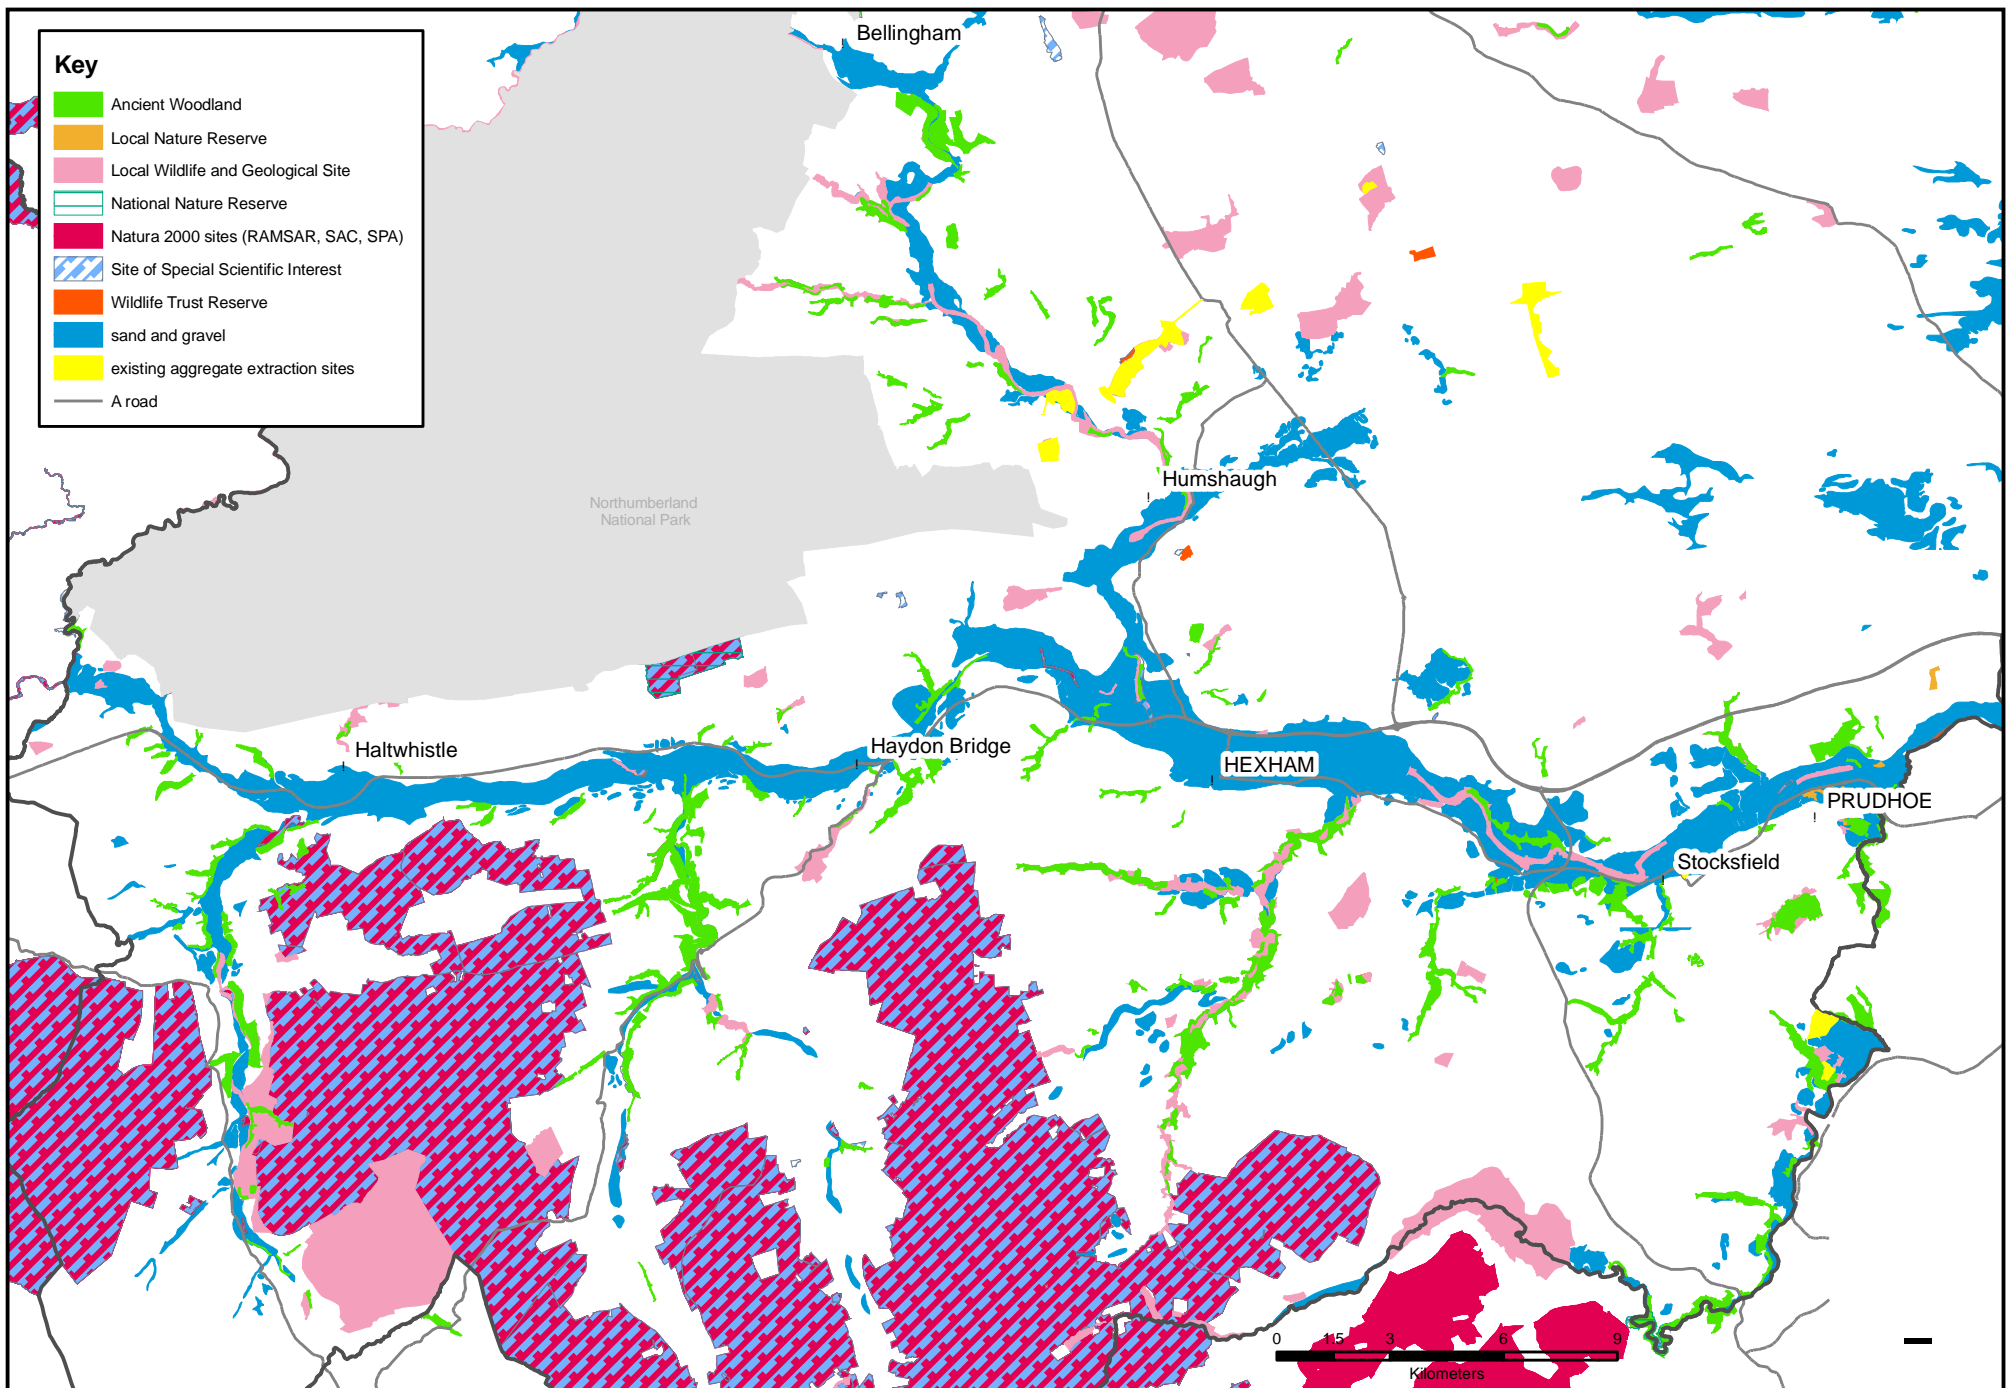 Key
Ancient Woodland
Local Nature Reserve
Local Wildlife and Geological Site
National Nature Reserve
Natura 2000 sites (RAMSAR, SAC, SPA)
Site of Special Scientific Interest
Wildlife Trust Reserve
sand and gravel
existing aggregate extraction sites
A road
Bellingham
Humshaugh
Northumberland
National Park
Haltwhistle
Haydon Bridge
HEXHAM
PRUDHOE
Stocksfield
0 1.5 3 6 9
Kilometers